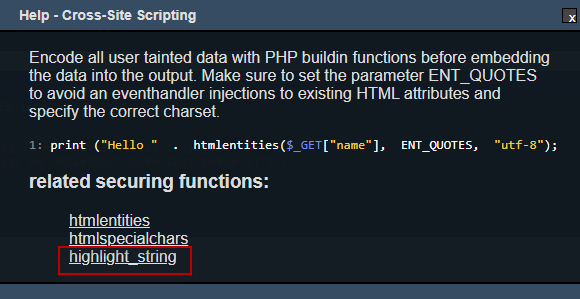 Help - Cross-Site Scripting
x
Encode all user tainted data with PHP buildin functions before embedding
the data into the output. Make sure to set the parameter ENT_QUOTES
to avoid an eventhandler injections to existing HTML attributes and
specify the correct charset.
1: print ("Hello " . htmlentities($_GET["name"], ENT_QUOTES, "utf-8");
related securing functions:
htmlentities
htmlspecialchars
highlight_string